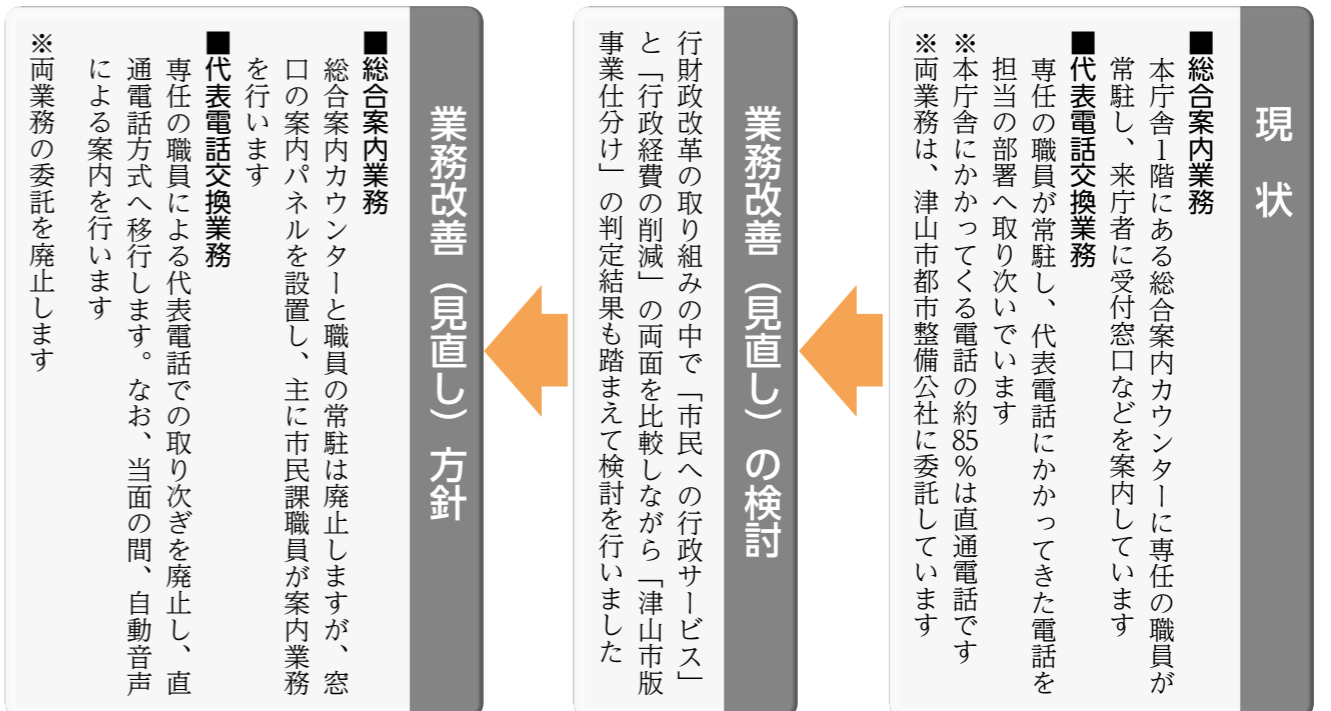 現状
■総合案内業務
本庁舎1階にある総合案内カウンターに専任の職員が
常駐し、来庁者に受付窓口などを案内しています
■代表電話交換業務
専任の職員が常駐し、代表電話にかかってきた電話を
担当の部署へ取り次いでいます
※本庁舎にかかってくる電話の約85％は直通電話です
※両業務は、津山市都市整備公社に委託しています
業務改善（見直し）の検討
行財政改革の取り組みの中で「市民への行政サービス」
と「行政経費の削減」の両面を比較しながら「津山市版
事業仕分け」の判定結果も踏まえて検討を行いました
業務改善（見直し）方針
■総合案内業務
総合案内カウンターと職員の常駐は廃止しますが、窓
口の案内パネルを設置し、主に市民課職員が案内業務
を行います
■代表電話交換業務
専任の職員による代表電話での取り次ぎを廃止し、直
通電話方式へ移行します。なお、当面の間、自動音声
による案内を行います
※両業務の委託を廃止します